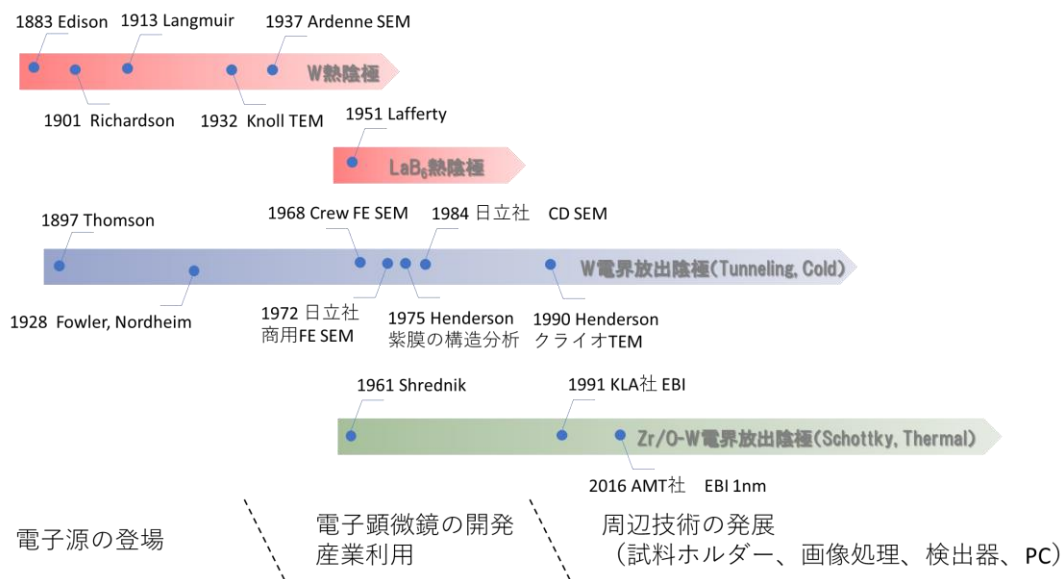 1883 Edison
1913 Langmuir
1937 Ardenne SEM
W熱陰極
1901 Richardson
1932 Knoll TEM
1951 Lafferty
LaB₆熱陰極
1897 Thomson
1968 Crew FE SEM
1984 日立社 CD SEM
W電界放出陰極(Tunneling, Cold)
1928 Fowler, Nordheim
1972 日立社
商用FE SEM
1975 Henderson
紫膜の構造分析
1990 Henderson
クライオTEM
1961 Shrednik
1991 KLA社 EBI
Zr/O-W電界放出陰極(Schottky, Thermal)
2016 AMT社 EBI 1nm
電子源の登場
電子顕微鏡の開発
産業利用
周辺技術の発展
（試料ホルダー、画像処理、検出器、PC）